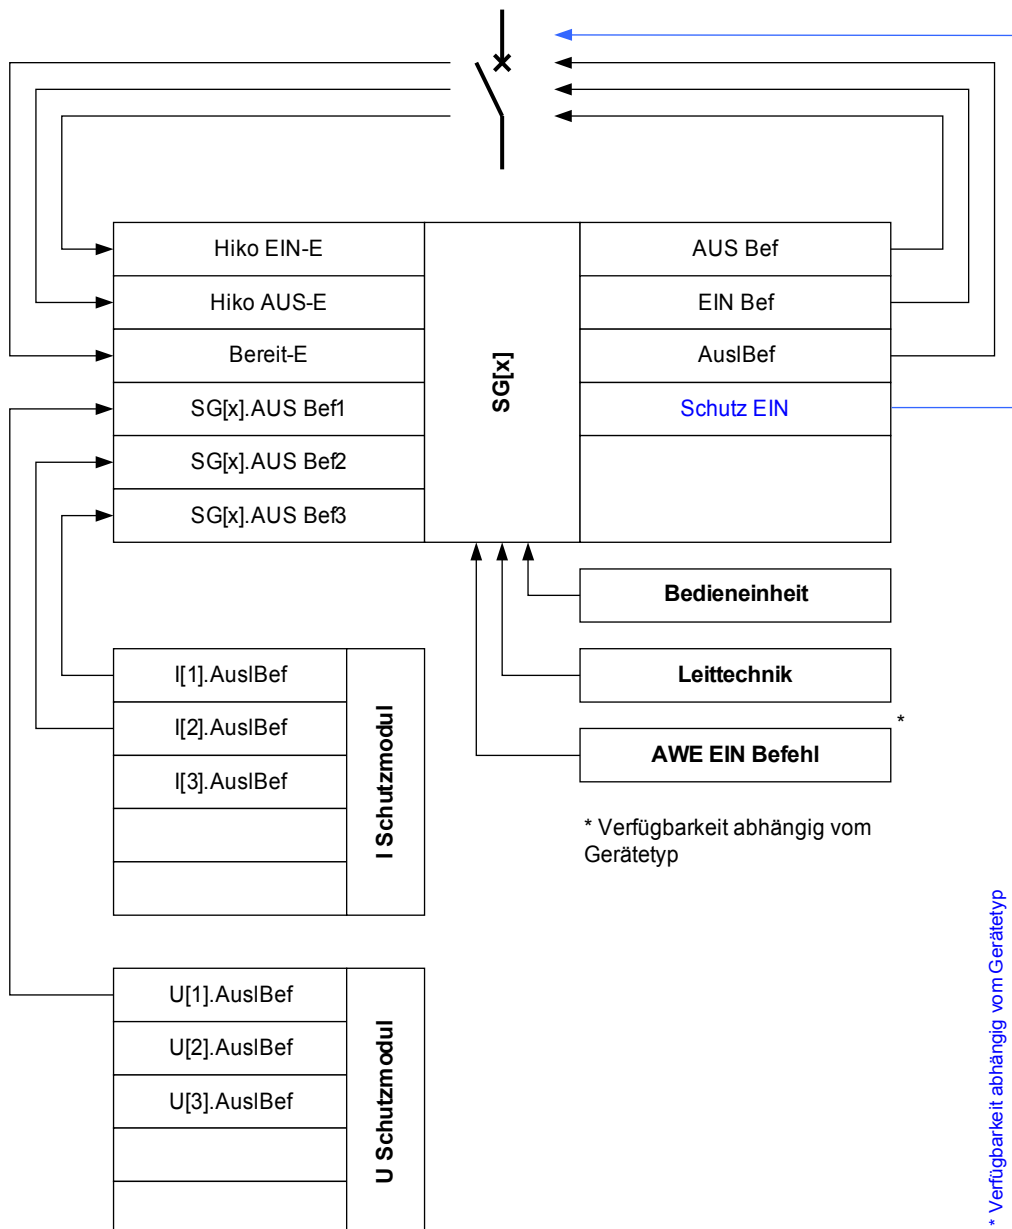 Hiko EIN-E
Hiko AUS-E
Bereit-E
SG[x].AUS Bef1
SG[x].AUS Bef2
SG[x].AUS Bef3
SG[x]
AUS Bef
EIN Bef
AuslBef
Schutz EIN
Bedieneinheit
Leittechnik
*
AWE EIN Befehl
* Verfügbarkeit abhängig vom
Gerätetyp
I[1].AuslBef
I[2].AuslBef
I[3].AuslBef
I Schutzmodul
U[1].AuslBef
U[2].AuslBef
U[3].AuslBef
U Schutzmodul
* Verfügbarkeit abhängig vom Gerätetyp